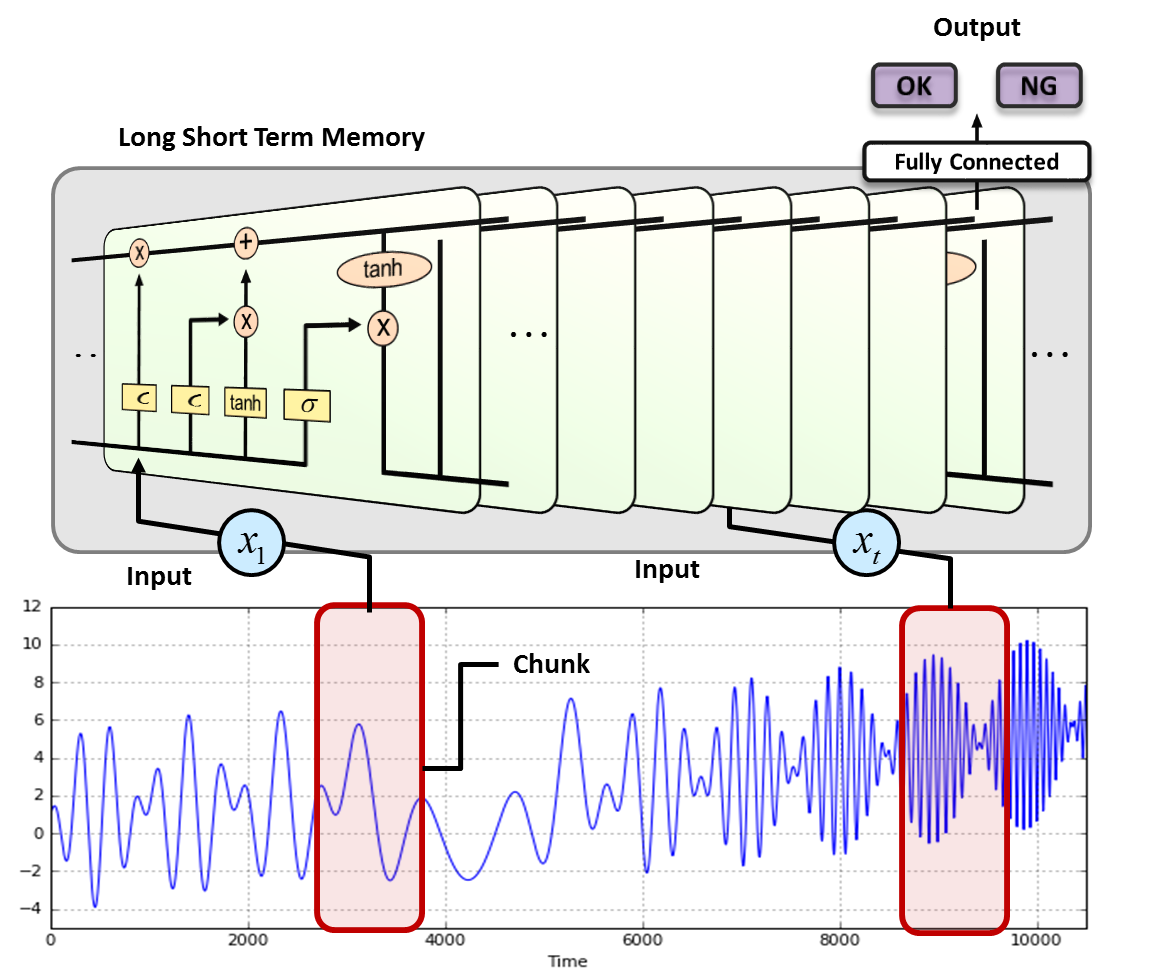 Output
OK NG
Long Short Term Memory
Fully Connected
x +
tanh
x x
...
.. ...
c c tanh σ
x1 xt
Input Input
12
10
8
6
4
2
0
−2
−4
Chunk
0 2000 4000 6000 8000 10000
Time